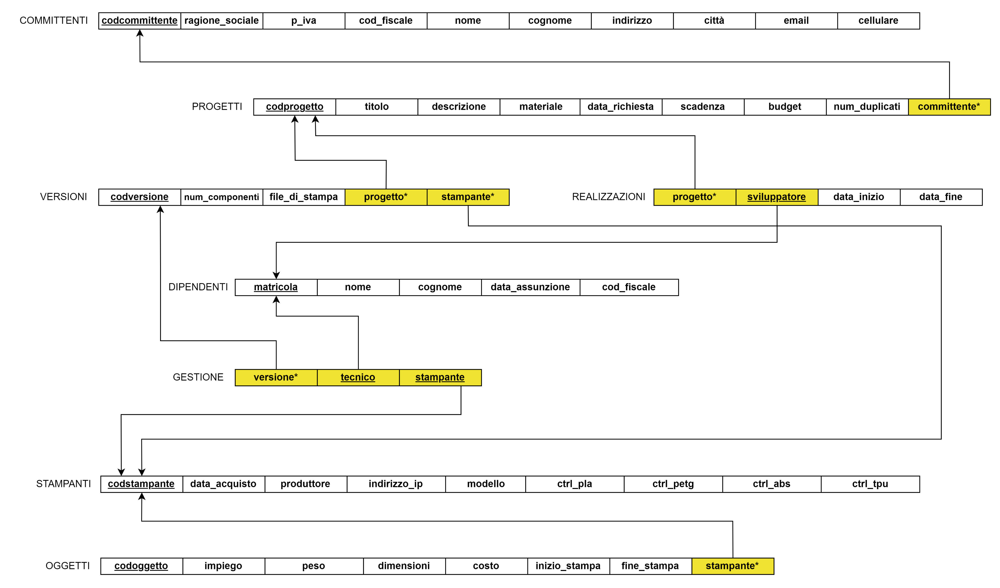 COMMITTENTI codcommittente ragione_sociale p_iva cod_fiscale nome cognome indirizzo città email cellulare
PROGETTI codprogetto titolo descrizione materiale data_richiesta scadenza budget num_duplicati committente*
VERSIONI codversione num_componenti file_di_stampa progetto* stampante* REALIZZAZIONI progetto* sviluppatore data_inizio data_fine
DIPENDENTI matricola nome cognome data_assunzione cod_fiscale
GESTIONE versione* tecnico stampante
STAMPANTI codstampante data_acquisto produttore indirizzo_ip modello ctrl_pla ctrl_petg ctrl_abs ctrl_tpu
OGGETTI codoggetto impiego peso dimensioni costo inizio_stampa fine_stampa stampante*